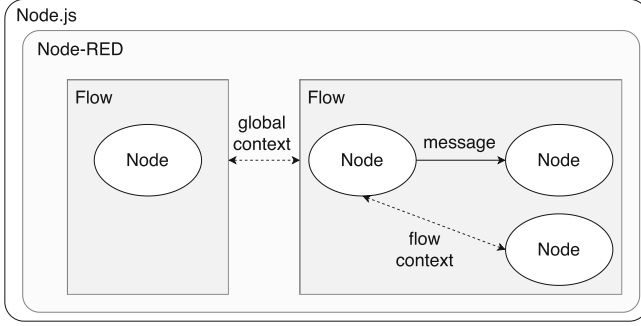 Node.js
Node-RED
Flow
Node
global
context
Flow
Node
message
Node
flow
context
Node